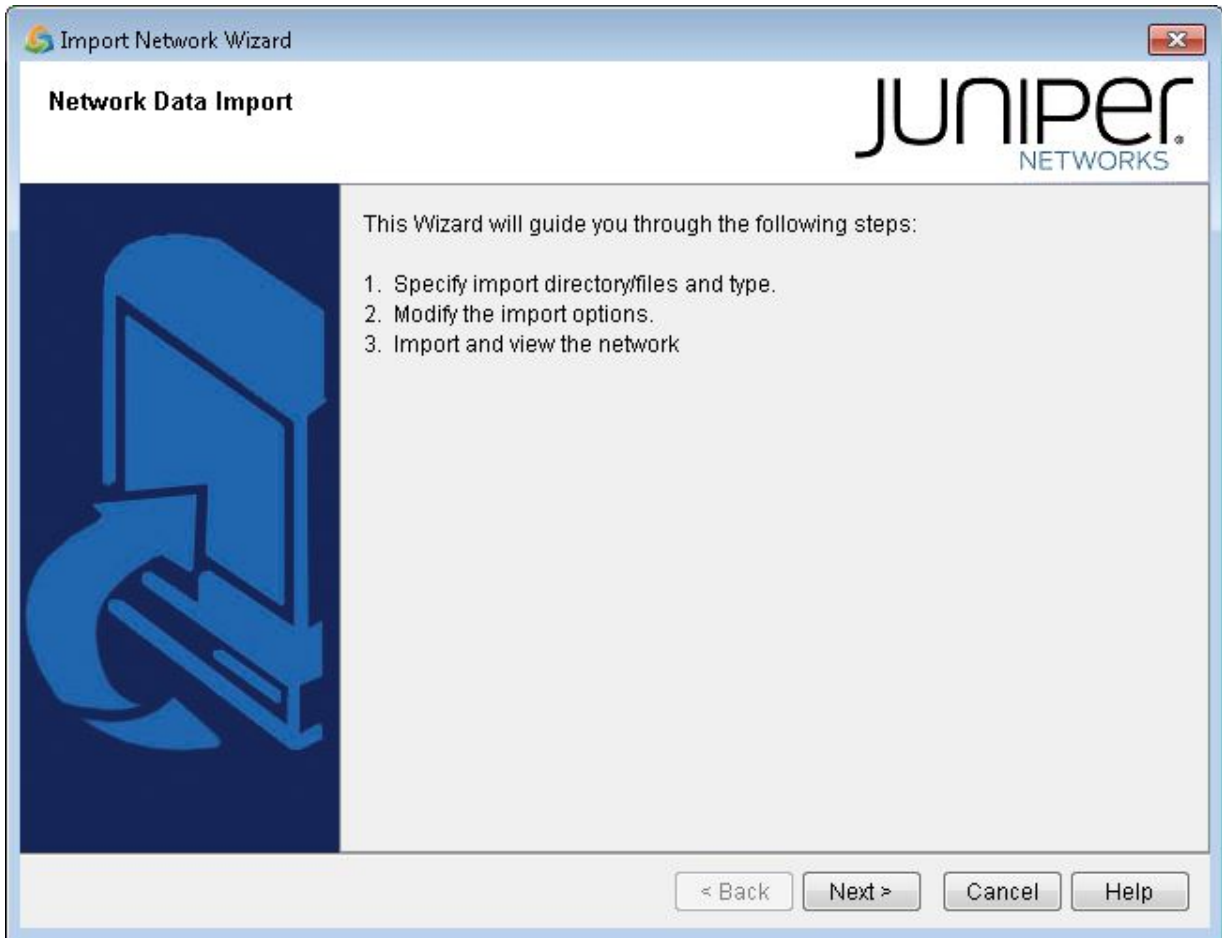 Import Network Wizard
Network Data Import
JUNIPER
NETWORKS
This Wizard will guide you through the following steps:
1. Specify import directory/files and type.
2. Modify the import options.
3. Import and view the network
< Back
Next >
Cancel
Help